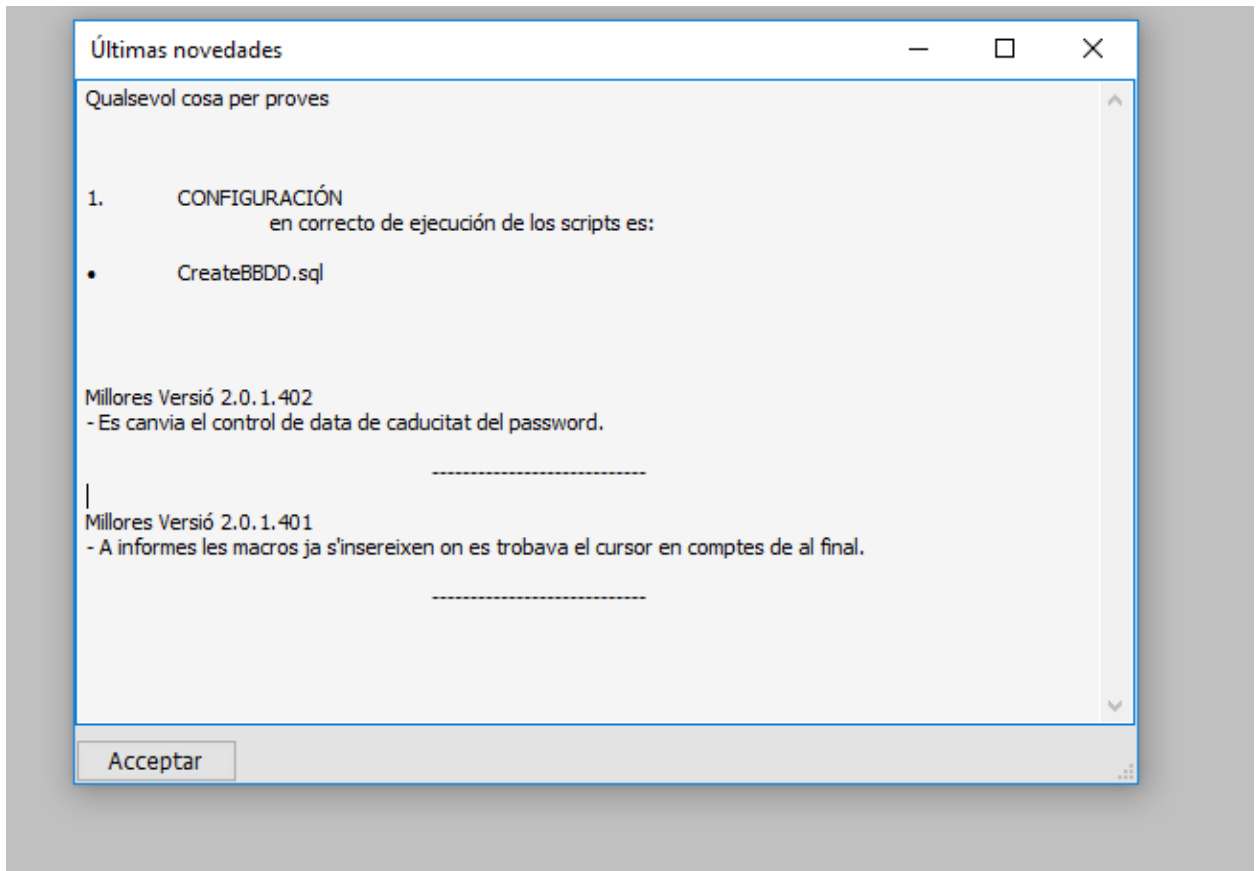 Últimas novedades
Qualsevol cosa per proves
1. CONFIGURACIÓN
en correcto de ejecución de los scripts es:
• CreateBBDD.sql
Millores Versió 2.0.1.402
- Es canvia el control de data de caducitat del password.
----------------------------
Millores Versió 2.0.1.401
- A informes les macros ja s'insereixen on es trobava el cursor en comptes de al final.
----------------------------
Acceptar